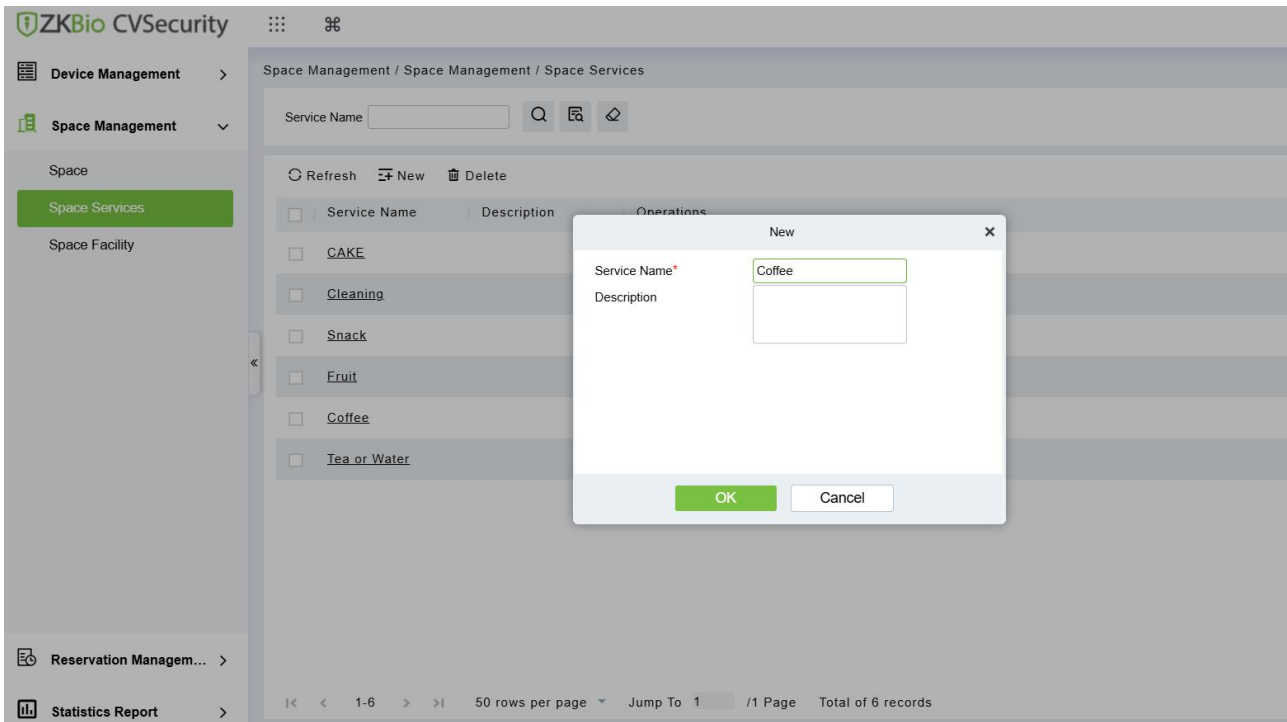 ZKBio CVSecurity
Device Management
Space Management
Space
Space Services
Space Facility
Reservation Managem...
Statistics Report
Space Management / Space Management / Space Services
Service Name
Refresh New Delete
Service Name Description Operations
CAKE
Cleaning
Snack
Fruit
Coffee
Tea or Water
New
Service Name* Coffee
Description
OK Cancel
1-6 50 rows per page Jump To 1 /1 Page Total of 6 records